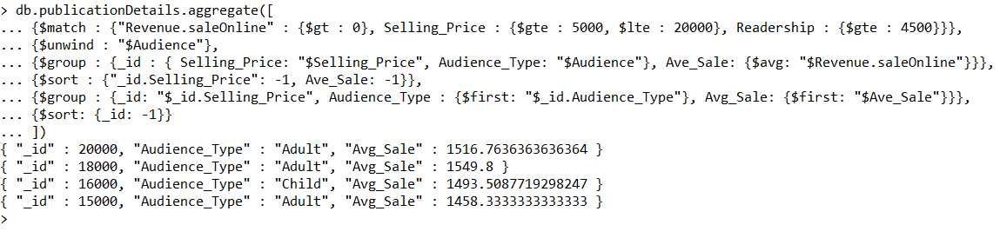 > db.publicationDetails.aggregate([
... {$match : {"Revenue.saleOnline" : {$gt : 0}, Selling_Price : {$gte : 5000, $lte : 20000}, Readership : {$gte : 4500}}},
... {$unwind : "$Audience"},
... {$group : {_id : { Selling_Price: "$Selling_Price", Audience_Type: "$Audience"}, Ave_Sale: {$avg: "$Revenue.saleOnline"}}},
... {$sort : {"_id.Selling_Price": -1, Ave_Sale: -1}},
... {$group : {_id: "$_id.Selling_Price", Audience_Type : {$first: "$_id.Audience_Type"}, Avg_Sale: {$first: "$Ave_Sale"}}},
... {$sort: {_id: -1}}
... ])
{ "_id" : 20000, "Audience_Type" : "Adult", "Avg_Sale" : 1516.7636363636364 }
{ "_id" : 18000, "Audience_Type" : "Adult", "Avg_Sale" : 1549.8 }
{ "_id" : 16000, "Audience_Type" : "Child", "Avg_Sale" : 1493.5087719298247 }
{ "_id" : 15000, "Audience_Type" : "Adult", "Avg_Sale" : 1458.3333333333333 }
>